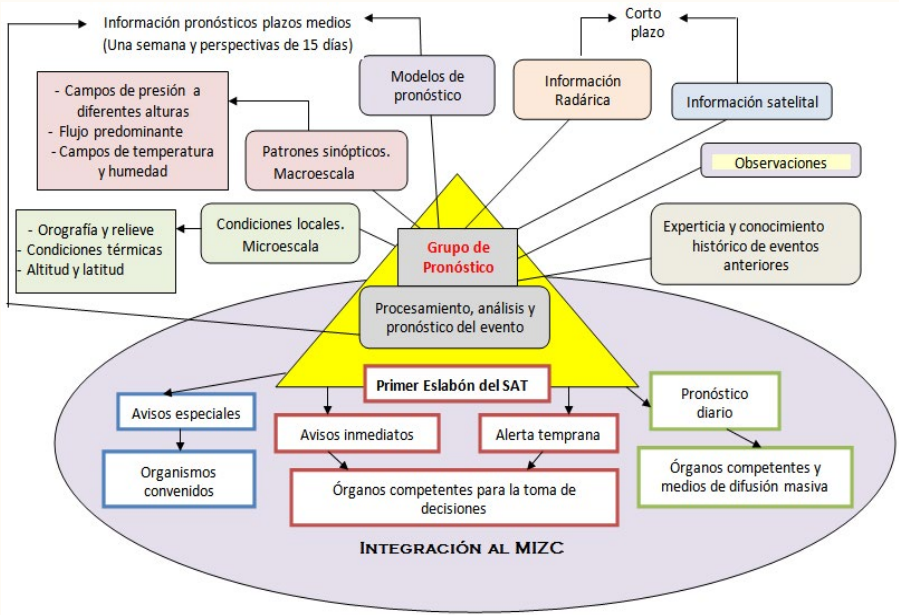 Información pronósticos plazos medios
(Una semana y perspectivas de 15 días)
Corto
plazo
Modelos de
pronóstico
Información
Radárica
Información satelital
- Campos de presión a
diferentes alturas
- Flujo predominante
- Campos de temperatura
y humedad
Patrones sinópticos.
Macroescala
Observaciones
- Orografía y relieve
- Condiciones térmicas
- Altitud y latitud
Condiciones locales.
Microescala
Grupo de
Pronóstico
Experticia y conocimiento
histórico de eventos
anteriores
Procesamiento, análisis y
pronóstico del evento
Primer Eslabón del SAT
Avisos especiales
Avisos inmediatos
Alerta temprana
Pronóstico
diario
Organismos
convenidos
Órganos competentes para la toma de
decisiones
Órganos competentes y
medios de difusión masiva
INTEGRACIÓN AL MIZC